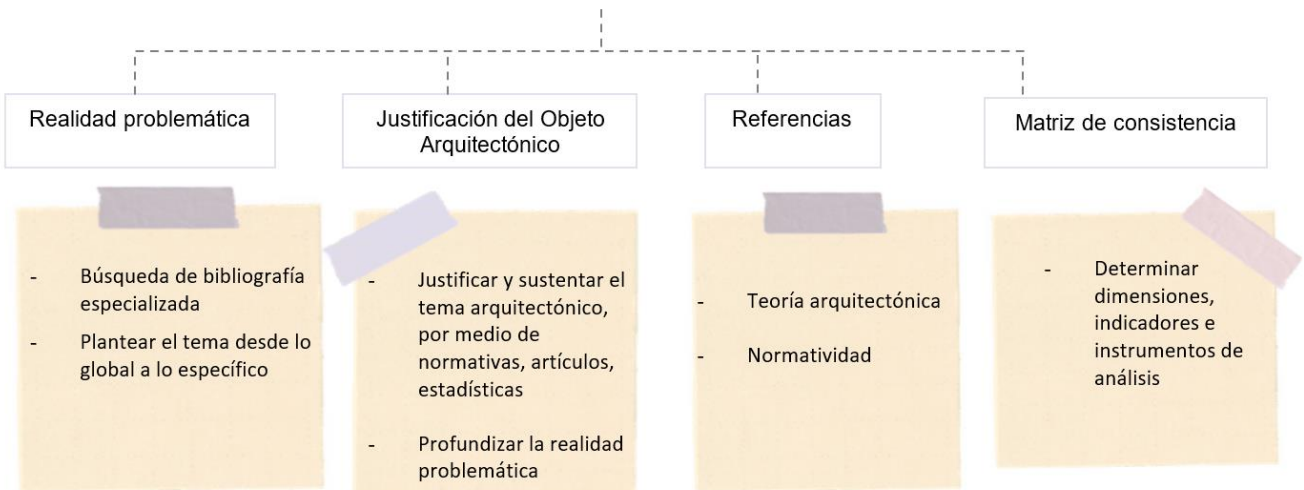 Realidad problemática
Justificación del Objeto
Arquitectónico
Referencias
Matriz de consistencia
- Búsqueda de bibliografía
especializada
- Plantear el tema desde lo
global a lo específico
- Justificar y sustentar el
tema arquitectónico,
por medio de
normativas, artículos,
estadísticas
- Profundizar la realidad
problemática
- Teoría arquitectónica
- Normatividad
- Determinar
dimensiones,
indicadores e
instrumentos de
análisis